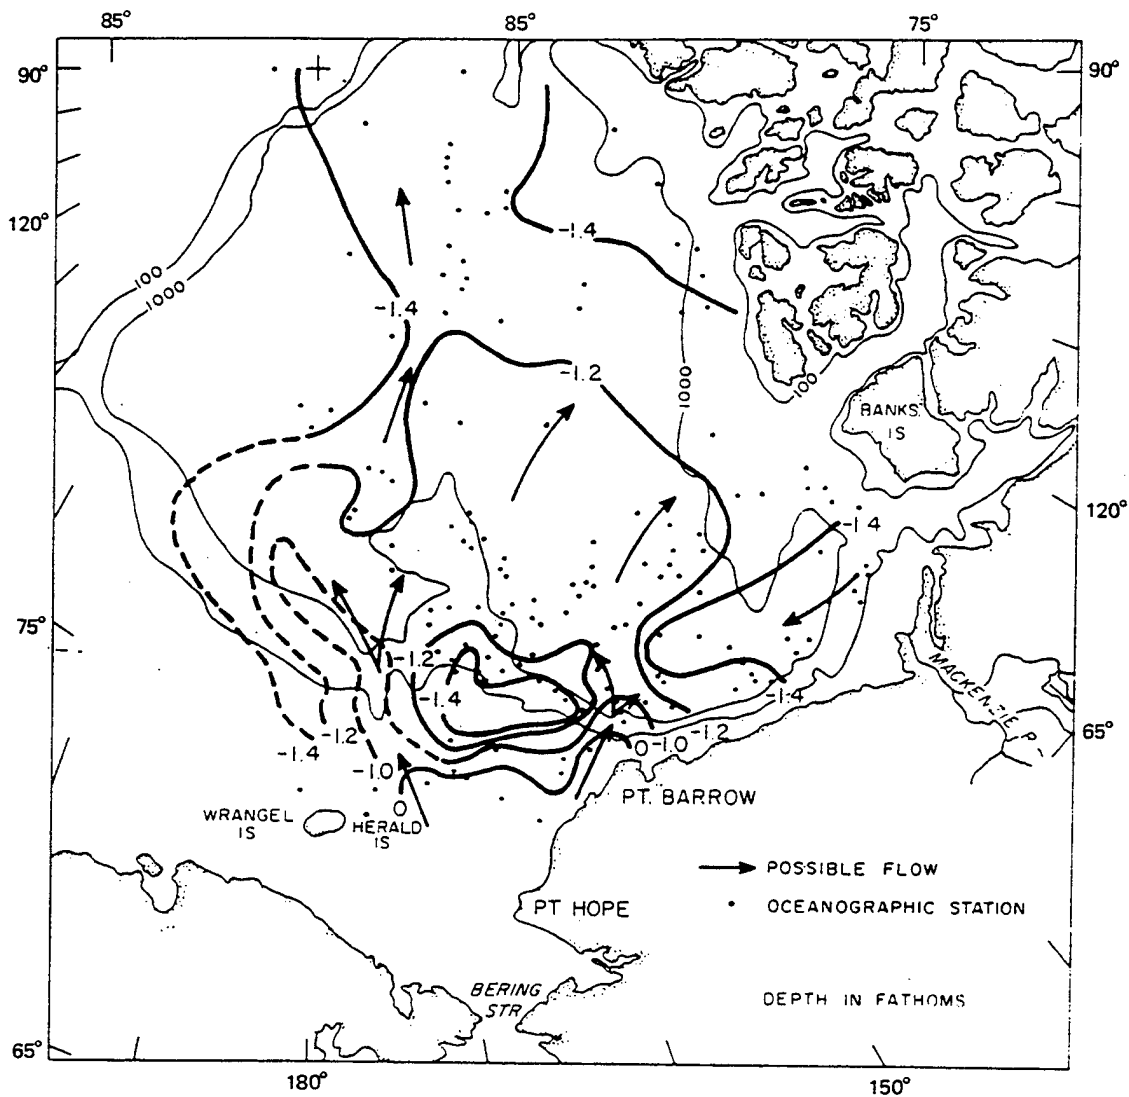 85°
85°
75°
90°
90°
120°
100
1000
-1.4
-1.4
-1.2
1000
100
BANKS
IS
120°
-1.4
75°
-1.2
-1.4
-1.4
MACKENZIE R
65°
-1.4
-1.2
-1.0
0
0
-1.0
-1.2
PT. BARROW
WRANGEL
IS
HERALD
IS
POSSIBLE FLOW
PT HOPE
OCEANOGRAPHIC STATION
BERING
STR
DEPTH IN FATHOMS
65°
180°
150°